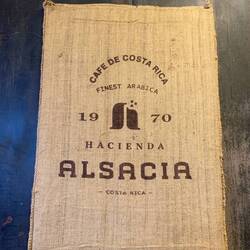 CAFE DE COSTA RICA
FINEST ARABICA
19 70
HACIENDA
ALSACIA
- COSTA RICA -